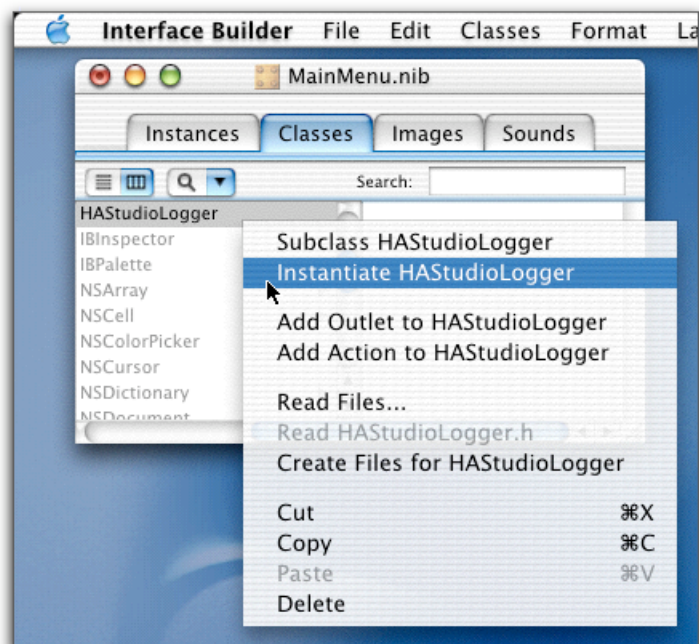 Interface Builder File Edit Classes Format La
MainMenu.nib
Instances Classes Images Sounds
Search:
HAStudioLogger
IBInspector
IBPalette
NSArray
NSCell
NSColorPicker
NSCursor
NSDictionary
NSDocument
Subclass HAStudioLogger
Instantiate HAStudioLogger
Add Outlet to HAStudioLogger
Add Action to HAStudioLogger
Read Files...
Read HAStudioLogger.h
Create Files for HAStudioLogger
Cut ⌘X
Copy ⌘C
Paste ⌘V
Delete